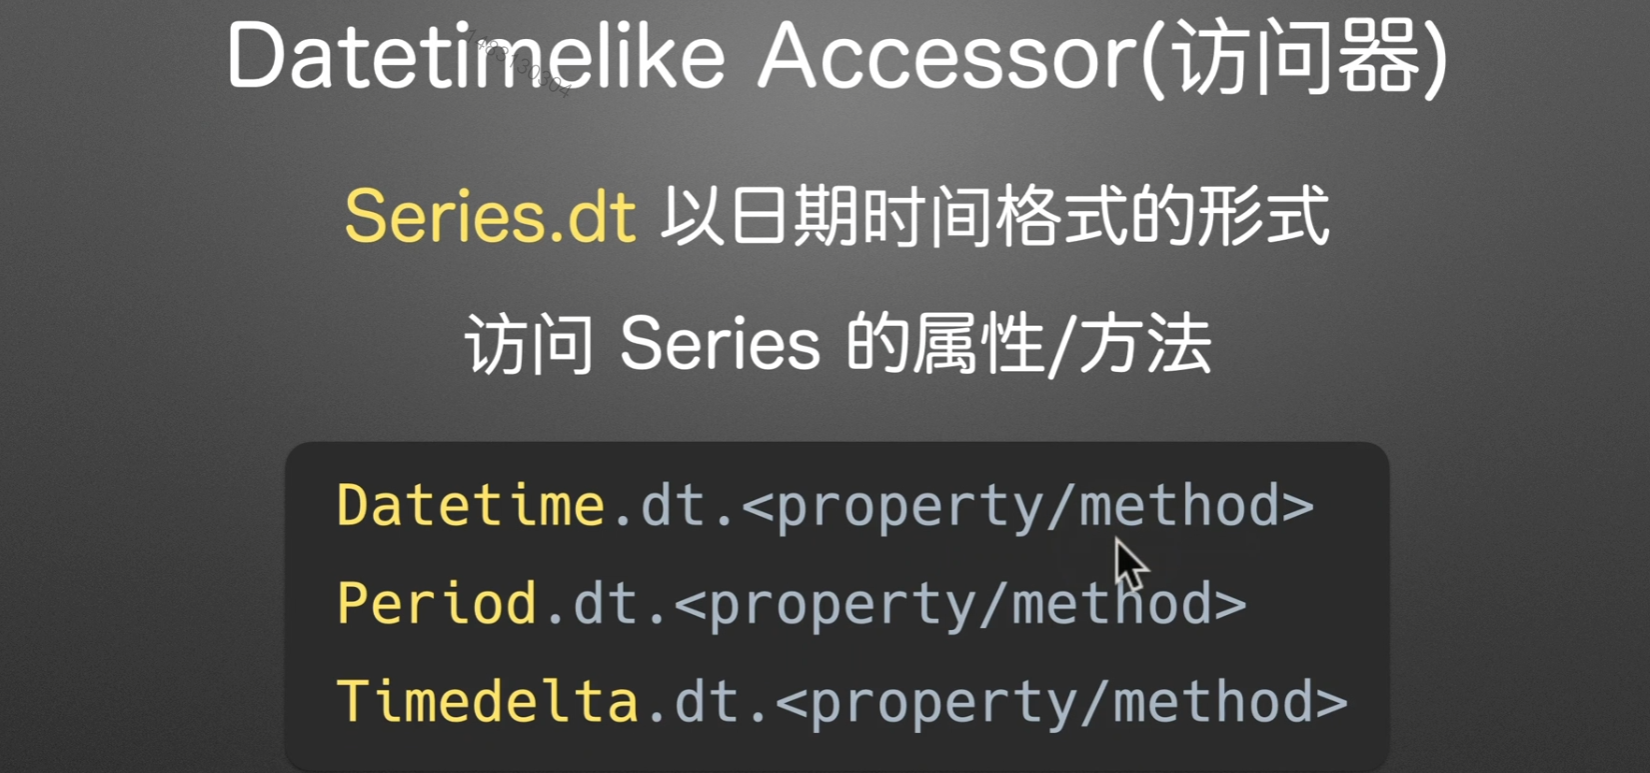 Datetimelike Accessor(访问器)
Series.dt 以日期时间格式的形式
访问 Series 的属性/方法
Datetime.dt.<property/method>
Period.dt.<property/method>
Timedelta.dt.<property/method>